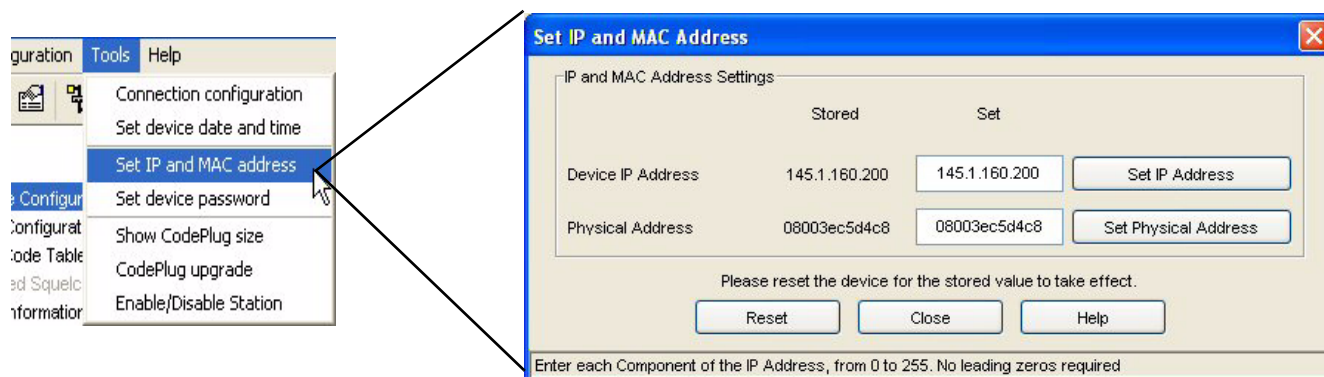 guration Tools Help
Connection configuration
Set device date and time
Set IP and MAC address
Set device password
Show CodePlug size
CodePlug upgrade
Enable/Disable Station
e Configur
Configurat
Code Table
ed Squelc
nformation
Set IP and MAC Address
IP and MAC Address Settings
Stored Set
Device IP Address 145.1.160.200 145.1.160.200 Set IP Address
Physical Address 08003ec5d4c8 08003ec5d4c8 Set Physical Address
Please reset the device for the stored value to take effect.
Reset Close Help
Enter each Component of the IP Address, from 0 to 255. No leading zeros required